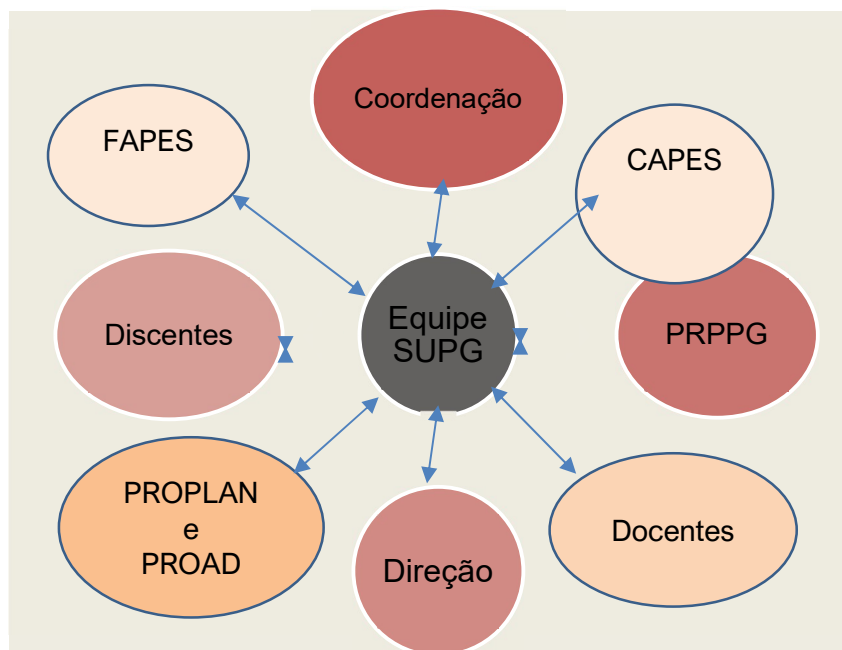 Coordenação
FAPES
CAPES
Discentes
Equipe
SUPG
PRPPG
PROPLAN
e
PROAD
Direção
Docentes